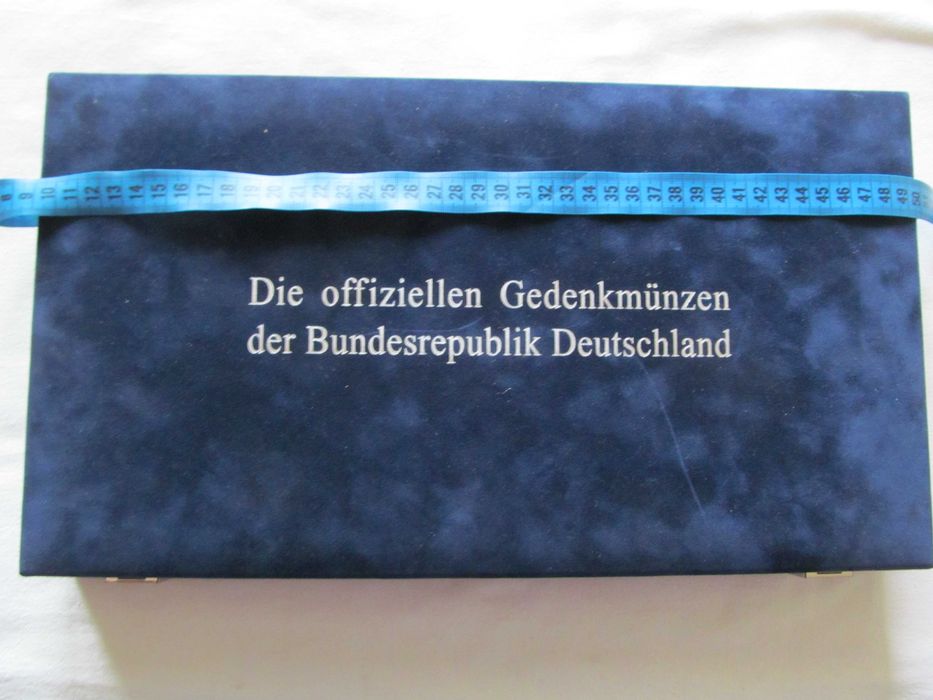 8 9 10 11 12 13 14 15 16 17 18 19 20 21 22 23 24 25 26 27 28 29 30 31 32 33 34 35 36 37 38 39 40 41 42 43 44 45 46 47 48 49 50
Die offiziellen Gedenkmünzen
der Bundesrepublik Deutschland